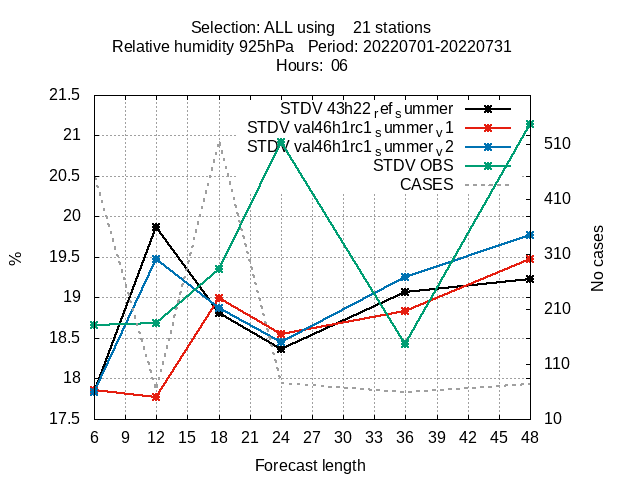 Selection: ALL using 21 stations
Relative humidity 925hPa Period: 20220701-20220731
Hours: 06
STDV 43h22_ref_summer
STDV val46h1rc1_summer_v1
STDV val46h1rc1_summer_v2
STDV OBS
CASES
%
21.5
21
20.5
20
19.5
19
18.5
18
17.5
510
410
310
210
110
10
No cases
6 9 12 15 18 21 24 27 30 33 36 39 42 45 48
Forecast length